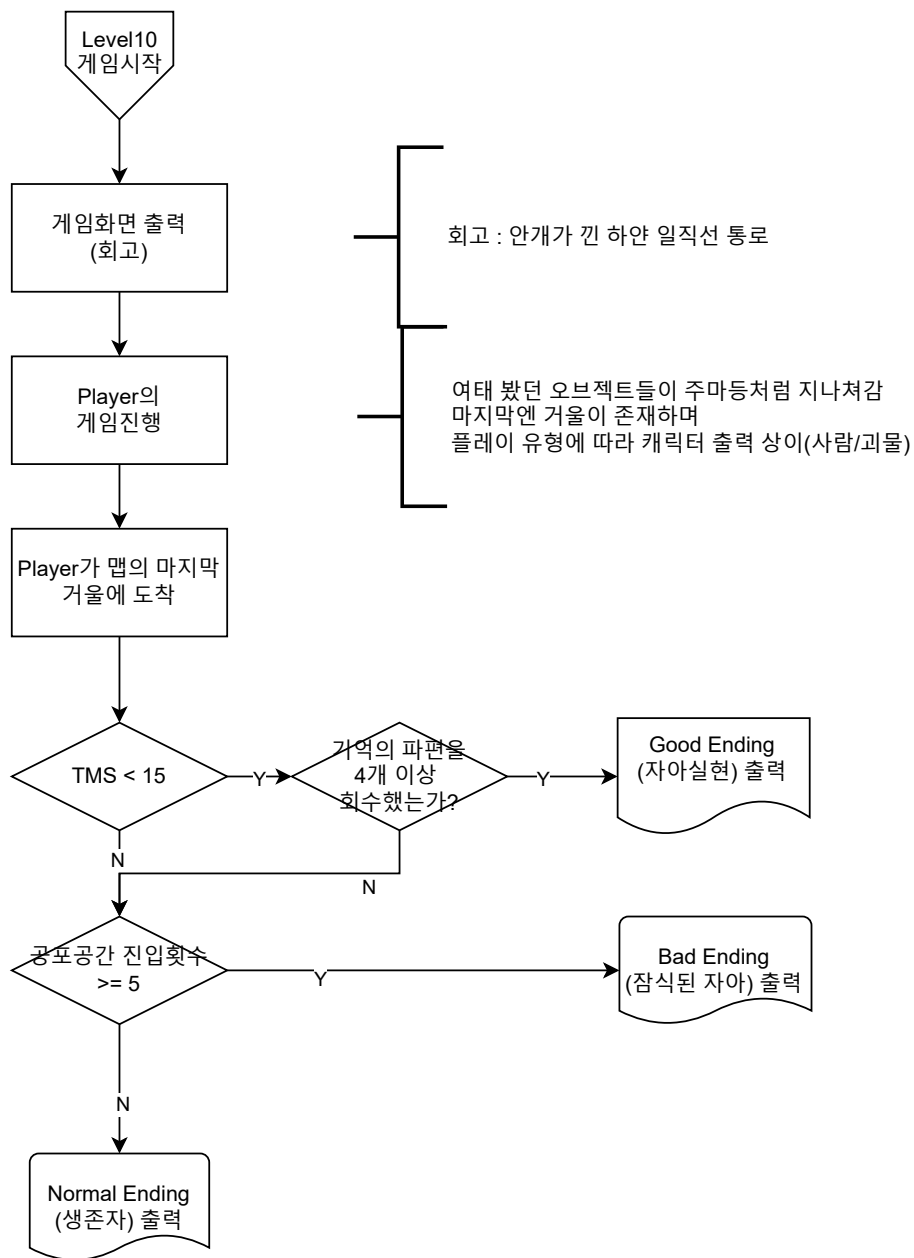 Level10
게임시작
게임화면 출력
(회고)
회고 : 안개가 낀 하얀 일직선 통로
Player의
게임진행
여태 봤던 오브젝트들이 주마등처럼 지나쳐감
마지막엔 거울이 존재하며
플레이 유형에 따라 캐릭터 출력 상이(사람/괴물)
Player가 맵의 마지막
거울에 도착
TMS < 15
Y
기억의 파편을
4개 이상
회수했는가?
Y
Good Ending
(자아실현) 출력
N
N
공포공간 진입횟수
>= 5
Y
Bad Ending
(잠식된 자아) 출력
N
Normal Ending
(생존자) 출력